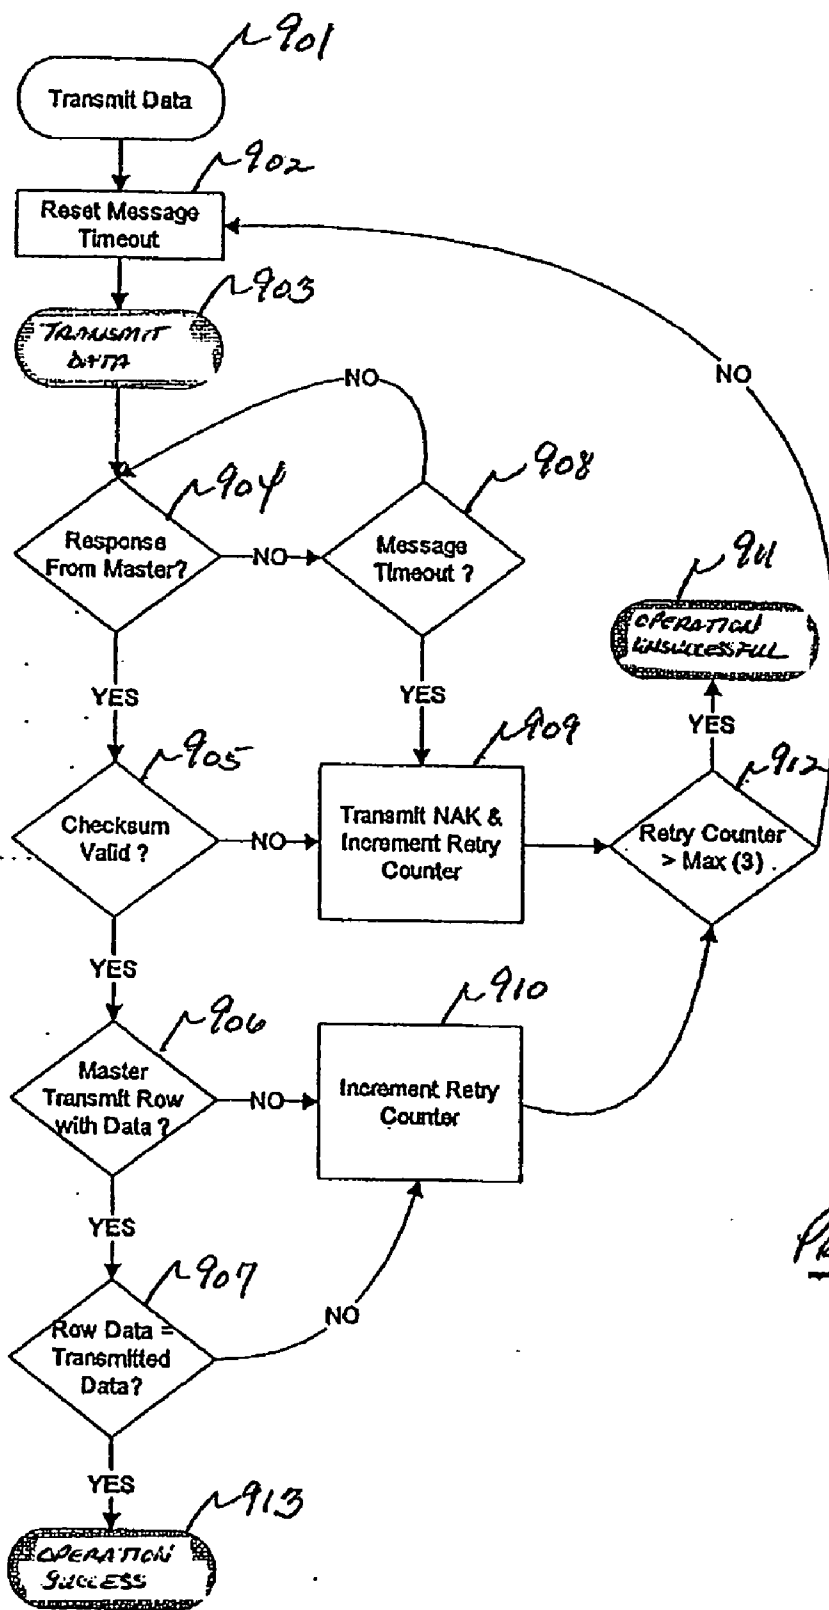 901
Transmit Data
902
Reset Message
Timeout
903
TRANSMIT
DATA
NO
NO
904
908
Response
From Master?
NO
Message
Timeout ?
911
OPERATION
UNSUCCESSFUL
YES
YES
YES
905
909
912
Checksum
Valid ?
NO
Transmit NAK &
Increment Retry
Counter
Retry Counter
> Max (3)
YES
906
910
Master
Transmit Row
with Data ?
NO
Increment Retry
Counter
YES
907
NO
Row Data =
Transmitted
Data?
YES
913
OPERATION
SUCCESS